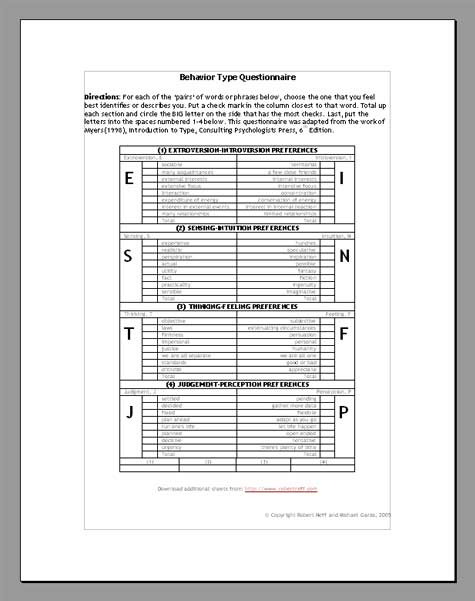 Behavior Type Questionnaire
Directions: For each of the 'pairs' of words or phrases below, choose the one that you feel
best identifies or describes you. Put a check mark in the column closest to that word. Total up
each section and circle the BIG letter on the side that has the most checks. Last, put the
letters into the spaces numbered 1-4 below. This questionnaire was adapted from the work of
Myers (1998), Introduction to Type, Consulting Psychologists Press, 6th Edition.
(1) EXTROVERSION-INTROVERSION PREFERENCES
Extroversion, E Introversion, I
E I
sociable territorial
many acquaintances a few close friends
external interests internal interests
extensive focus intensive focus
interaction concentration
expenditure of energy conservation of energy
interest in external events interest in internal reaction
many relationships limited relationships
Total Total
(2) SENSING-INTUITION PREFERENCES
Sensing, S Intuition, N
S N
experience hunches
realistic speculative
perspiration inspiration
actual possible
utility fantasy
fact fiction
practicality ingenuity
sensible imaginative
Total Total
(3) THINKING-FEELING PREFERENCES
Thinking, T Feeling, F
T F
objective subjective
laws extenuating circumstances
firmness persuasion
impersonal personal
justice humanity
we are all separate we are all one
standards good or bad
criticize appreciate
Total Total
(4) JUDGEMENT-PERCEPTION PREFERENCES
Judgment, J Perception, P
J P
settled pending
decided gather more data
fixed flexible
plan ahead adapt as you go
run one's life let life happen
planned open ended
decisive tentative
urgency there's plenty of time
Total Total
(1) (2) (3) (4)
Download additional sheets from: http://www.robertneff.com
© Copyright Robert Neff and Michael Garza, 2005